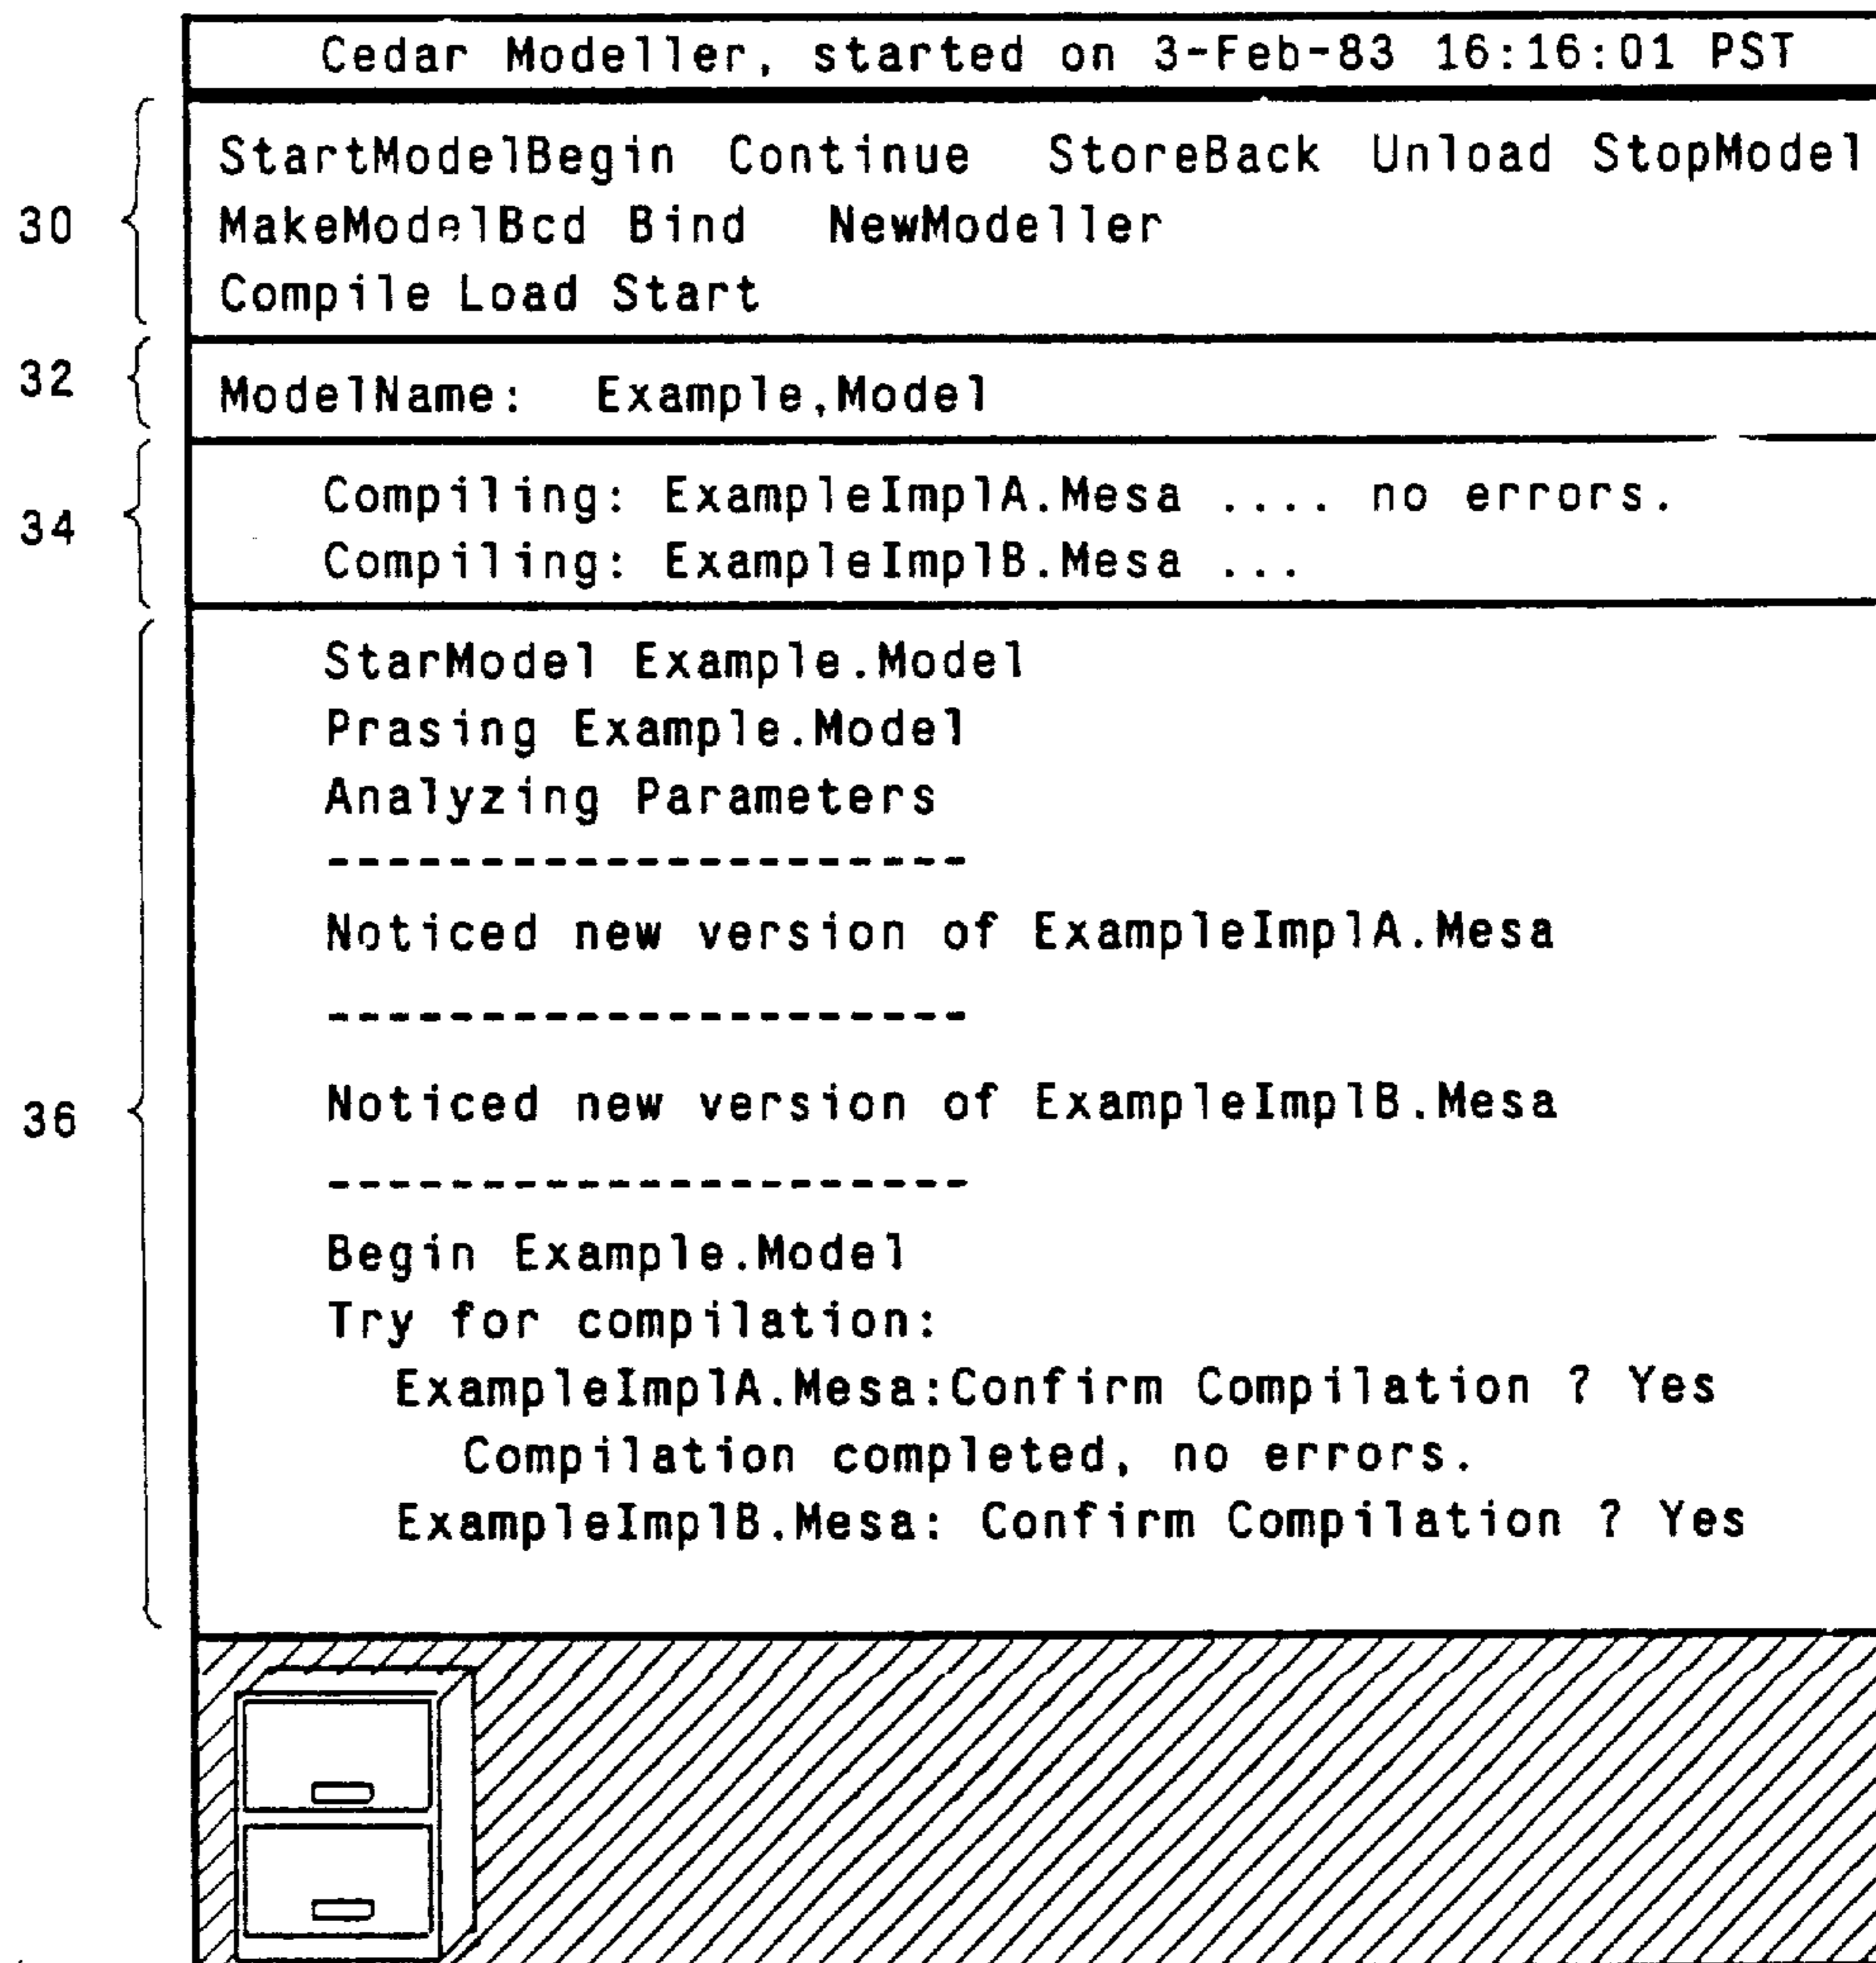 Cedar Modeller, started on 3-Feb-83 16:16:01 PST
StartModelBegin Continue StoreBack Unload StopModel
30
MakeModelBcd Bind NewModeller
Compile Load Start
32
ModelName: Example,Model
34
Compiling: ExampleImplA.Mesa .... no errors.
Compiling: ExampleImplB.Mesa ...
StarModel Example.Model
Prasing Example.Model
Analyzing Parameters
---------------------
Noticed new version of ExampleImplA.Mesa
---------------------
36
Noticed new version of ExampleImplB.Mesa
---------------------
Begin Example.Model
Try for compilation:
ExampleImplA.Mesa:Confirm Compilation ? Yes
Compilation completed, no errors.
ExampleImplB.Mesa: Confirm Compilation ? Yes